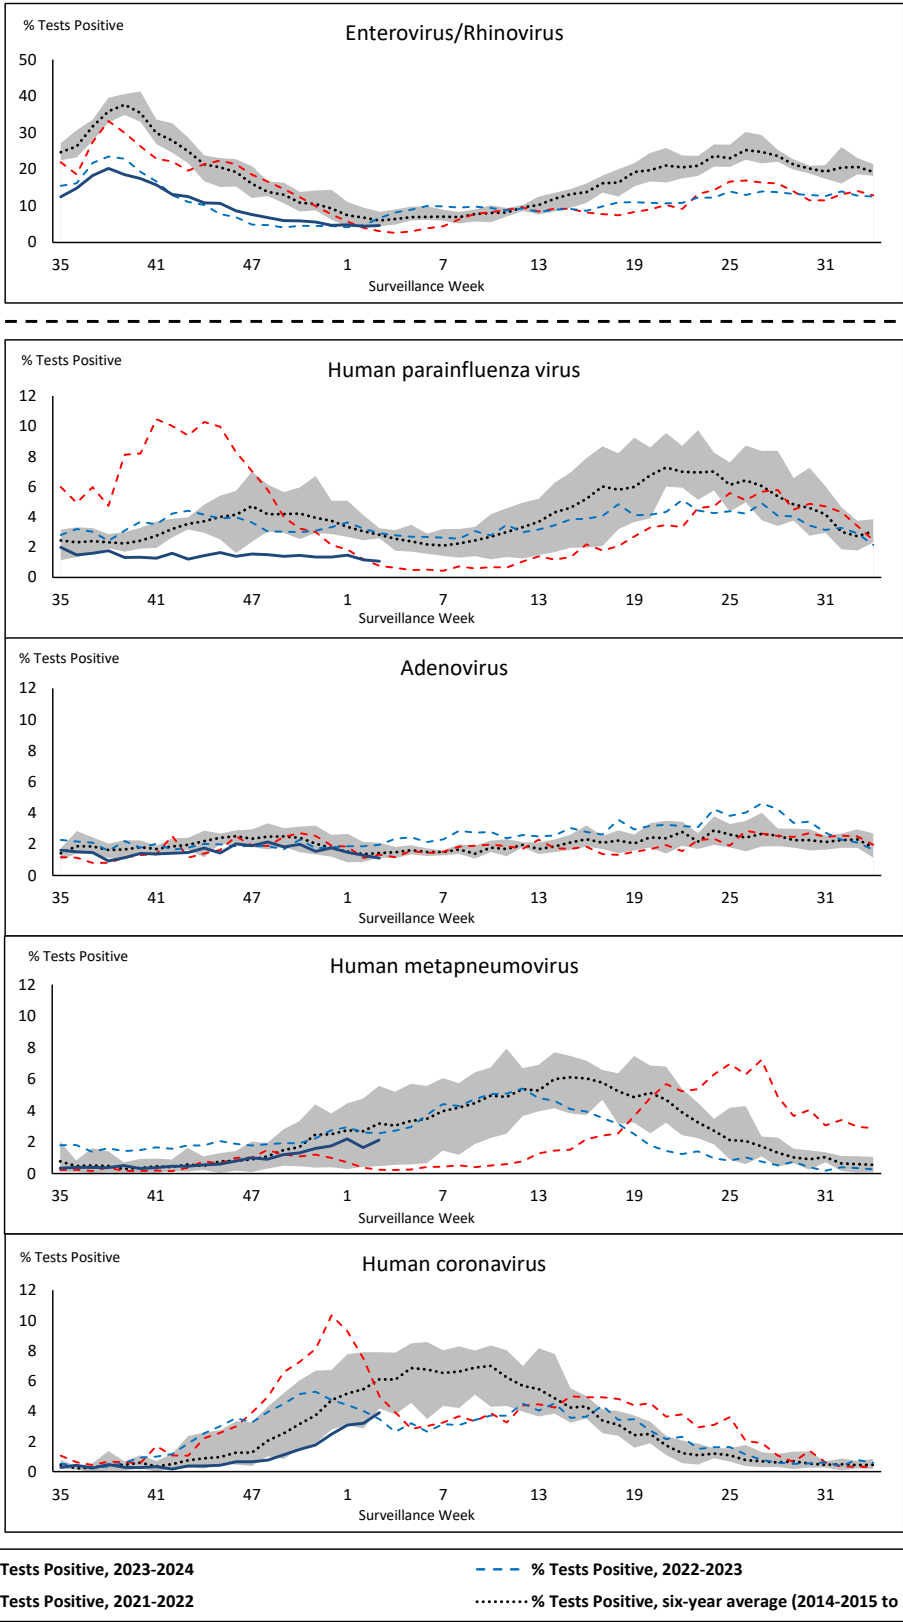 % Tests Positive
Enterovirus/Rhinovirus
50
40
30
20
10
0
35 41 47 1 7 13 19 25 31
Surveillance Week
% Tests Positive
Human parainfluenza virus
12
10
8
6
4
2
0
35 41 47 1 7 13 19 25 31
Surveillance Week
% Tests Positive
Adenovirus
12
10
8
6
4
2
0
35 41 47 1 7 13 19 25 31
Surveillance Week
% Tests Positive
Human metapneumovirus
12
10
8
6
4
2
0
35 41 47 1 7 13 19 25 31
Surveillance Week
% Tests Positive
Human coronavirus
12
10
8
6
4
2
0
35 41 47 1 7 13 19 25 31
Surveillance Week
Tests Positive, 2023-2024 % Tests Positive, 2022-2023
Tests Positive, 2021-2022 % Tests Positive, six-year average (2014-2015 to